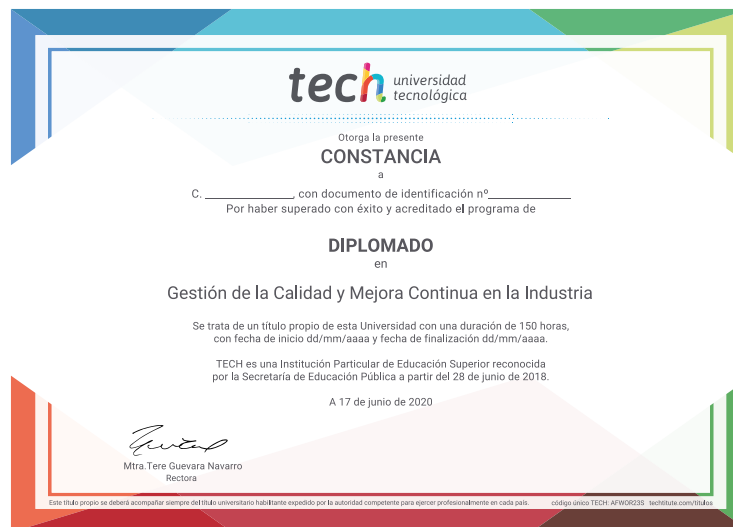 tech universidad
tecnológica
Otorga la presente
CONSTANCIA
a
C. ______________, con documento de identificación nº______________
Por haber superado con éxito y acreditado el programa de
DIPLOMADO
en
Gestión de la Calidad y Mejora Continua en la Industria
Se trata de un título propio de esta Universidad con una duración de 150 horas,
con fecha de inicio dd/mm/aaaa y fecha de finalización dd/mm/aaaa.
TECH es una Institución Particular de Educación Superior reconocida
por la Secretaría de Educación Pública a partir del 28 de junio de 2018.
A 17 de junio de 2020
Mtra.Tere Guevara Navarro
Rectora
Este título propio se deberá acompañar siempre del título universitario habilitante expedido por la autoridad competente para ejercer profesionalmente en cada país. código único TECH: AFWOR23S techtitute.com/títulos